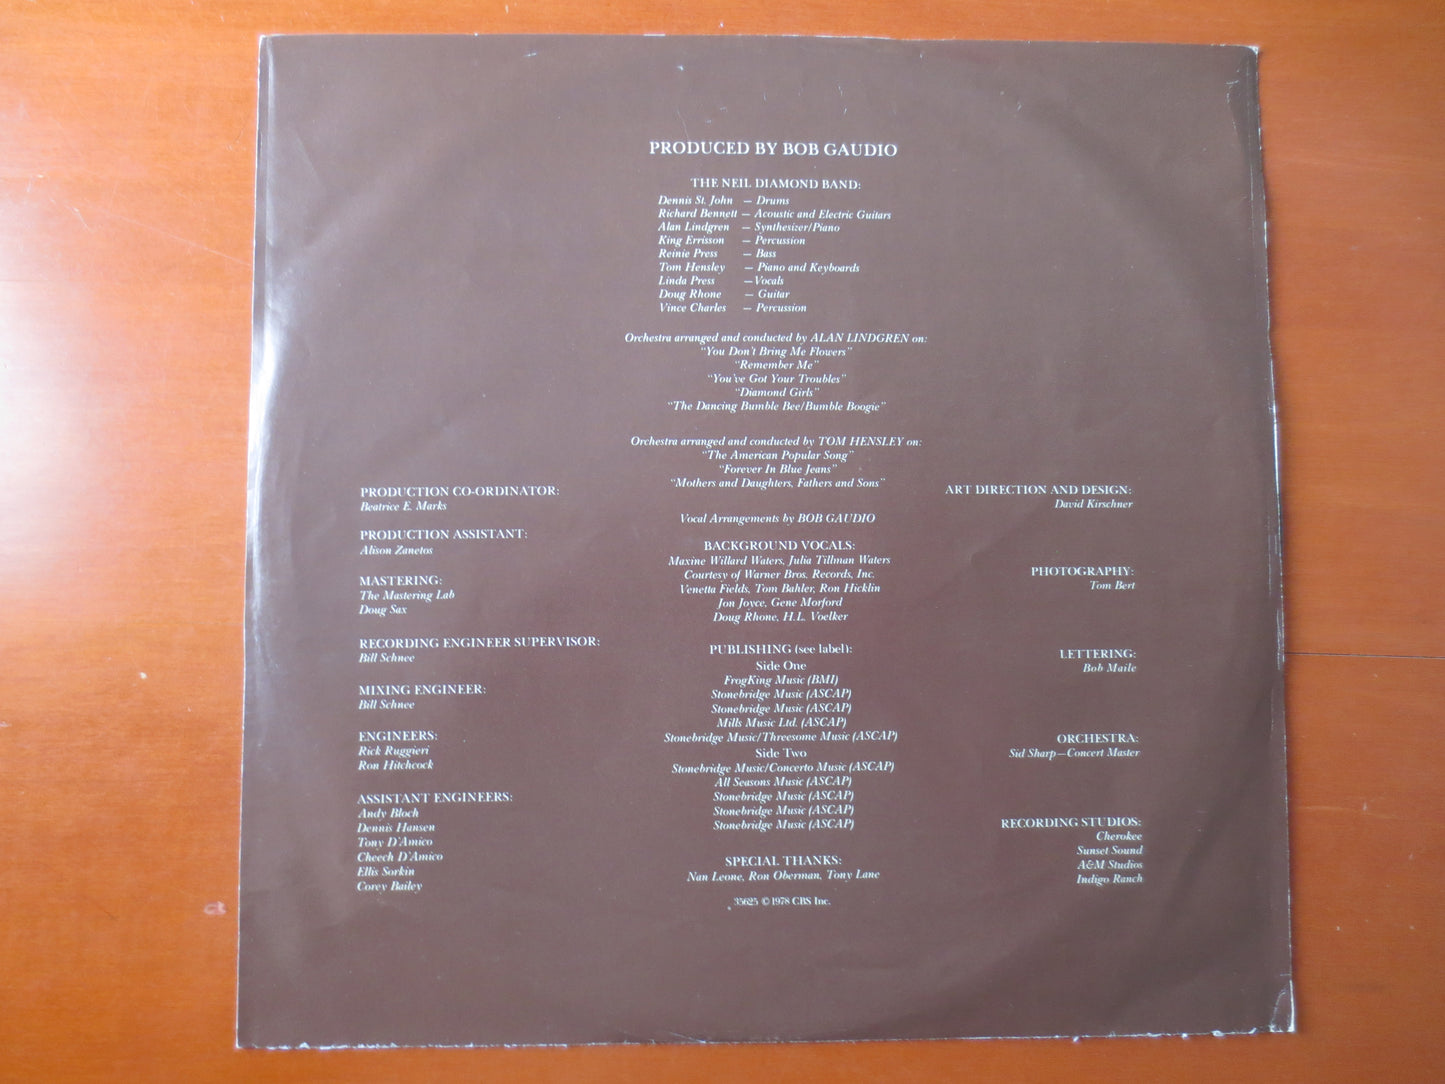 PRODUCED BY BOB GAUDIO
THE NEIL DIAMOND BAND:
Dennis St. John — Drums
Richard Bennett — Acoustic and Electric Guitars
Alan Lindgren — Synthesizer/Piano
King Errisson — Percussion
Reinie Press — Bass
Tom Hensley — Piano and Keyboards
Linda Press — Vocals
Doug Rhone — Guitar
Vince Charles — Percussion
Orchestra arranged and conducted by ALAN LINDGREN on:
"You Don't Bring Me Flowers"
"Remember Me"
"You've Got Your Troubles"
"Diamond Girls"
"The Dancing Bumble Bee/Bumble Boogie"
Orchestra arranged and conducted by TOM HENSLEY on:
"The American Popular Song"
"Forever In Blue Jeans"
"Mothers and Daughters, Fathers and Sons"
Vocal Arrangements by BOB GAUDIO
BACKGROUND VOCALS:
Maxine Willard Waters, Julia Tillman Waters
Courtesy of Warner Bros. Records, Inc.
Venetta Fields, Tom Bahler, Ron Hicklin
Jon Joyce, Gene Morford
Doug Rhone, H.L. Voelker
PUBLISHING (see label):
Side One
FrogKing Music (BMI)
Stonebridge Music (ASCAP)
Stonebridge Music (ASCAP)
Mills Music Ltd. (ASCAP)
Stonebridge Music/Threesome Music (ASCAP)
Side Two
Stonebridge Music/Concerto Music (ASCAP)
All Seasons Music (ASCAP)
Stonebridge Music (ASCAP)
Stonebridge Music (ASCAP)
Stonebridge Music (ASCAP)
SPECIAL THANKS:
Nan Leone, Ron Oberman, Tony Lane
35625 © 1978 CBS Inc.
PRODUCTION CO-ORDINATOR:
Beatrice E. Marks
PRODUCTION ASSISTANT:
Alison Zanetos
MASTERING:
The Mastering Lab
Doug Sax
RECORDING ENGINEER SUPERVISOR:
Bill Schnee
MIXING ENGINEER:
Bill Schnee
ENGINEERS:
Rick Ruggieri
Ron Hitchcock
ASSISTANT ENGINEERS:
Andy Bloch
Dennis Hansen
Tony D'Amico
Cheech D'Amico
Ellis Sorkin
Corey Bailey
ART DIRECTION AND DESIGN:
David Kirschner
PHOTOGRAPHY:
Tom Bert
LETTERING:
Bob Maile
ORCHESTRA:
Sid Sharp—Concert Master
RECORDING STUDIOS:
Cherokee
Sunset Sound
A&M Studios
Indigo Ranch